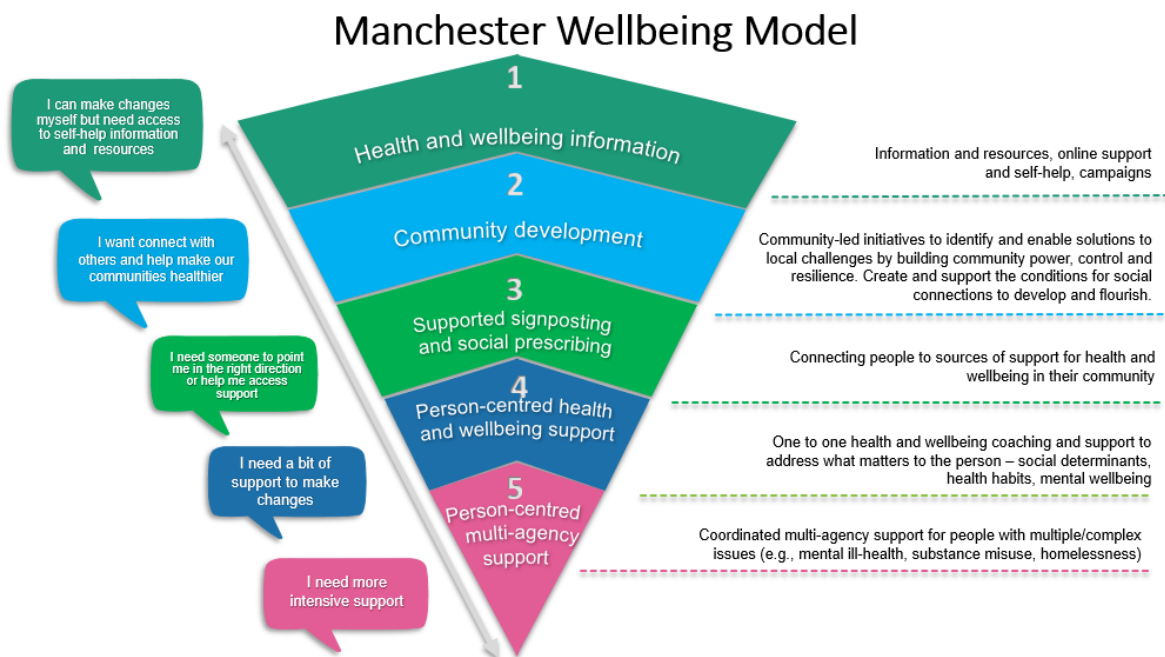 Manchester Wellbeing Model
I can make changes
myself but need access
to self-help information
and resources
1
Health and wellbeing information
Information and resources, online support
and self-help, campaigns
I want connect with
others and help make our
communities healthier
2
Community development
Community-led initiatives to identify and enable solutions to
local challenges by building community power, control and
resilience. Create and support the conditions for social
connections to develop and flourish.
I need someone to point
me in the right direction
or help me access
support
3
Supported signposting
and social prescribing
Connecting people to sources of support for health and
wellbeing in their community
I need a bit of
support to make
changes
4
Person-centred health
and wellbeing support
One to one health and wellbeing coaching and support to
address what matters to the person – social determinants,
health habits, mental wellbeing
I need more
intensive support
5
Person-centred
multi-agency
support
Coordinated multi-agency support for people with multiple/complex
issues (e.g., mental ill-health, substance misuse, homelessness)